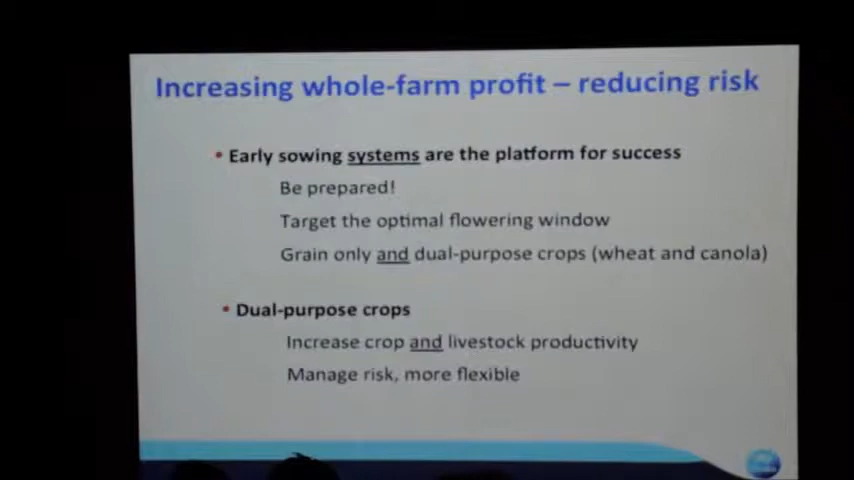 Increasing whole-farm profit – reducing risk
• Early sowing systems are the platform for success
Be prepared!
Target the optimal flowering window
Grain only and dual-purpose crops (wheat and canola)
• Dual-purpose crops
Increase crop and livestock productivity
Manage risk, more flexible